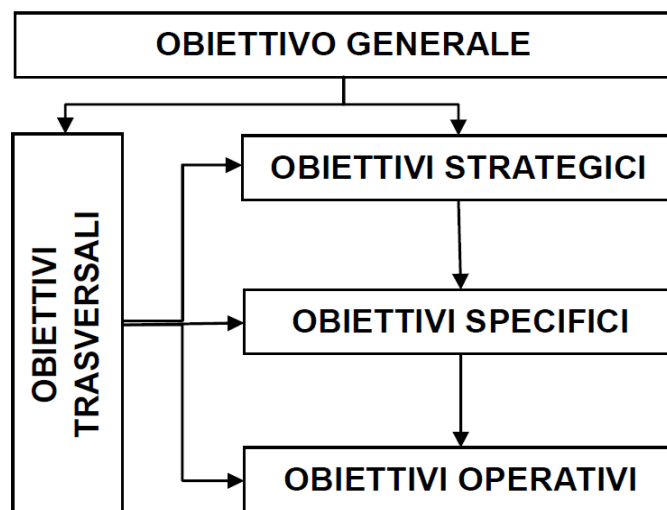 OBIETTIVO GENERALE
OBIETTIVI STRATEGICI
OBIETTIVI
TRASVERSALI
OBIETTIVI SPECIFICI
OBIETTIVI OPERATIVI